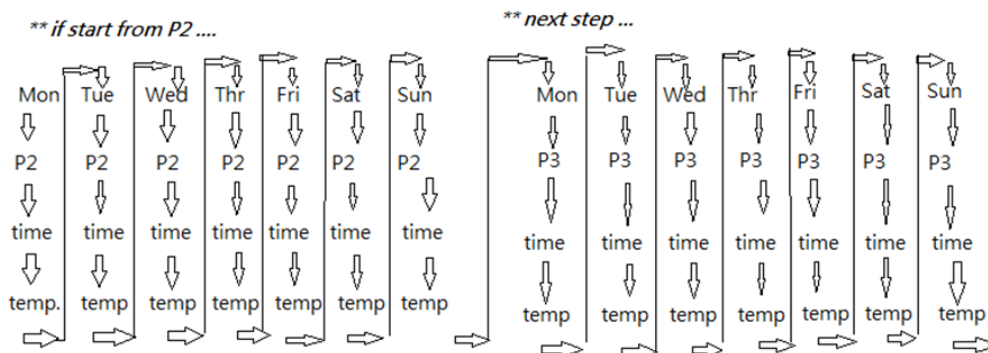 ** if start from P2 ....
** next step ...
Mon Tue Wed Thr Fri Sat Sun
Mon Tue Wed Thr Fri Sat Sun
P2 P2 P2 P2 P2 P2 P2
P3 P3 P3 P3 P3 P3 P3
time time time time time time time
time time time time time time time
temp. temp temp temp temp temp temp
temp temp temp temp temp temp temp